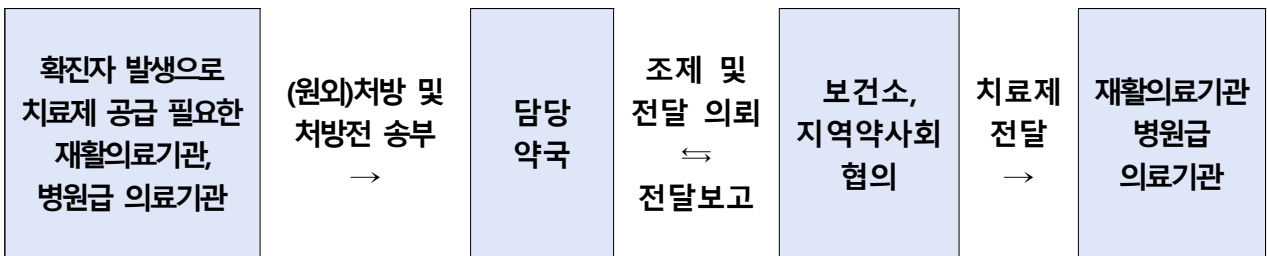 확진자 발생으로
치료제 공급 필요한
재활의료기관,
병원급 의료기관
(원외)처방 및
처방전 송부
→
담당
약국
조제 및
전달 의뢰
⇆
전달보고
보건소,
지역약사회
협의
치료제
전달
→
재활의료기관
병원급
의료기관